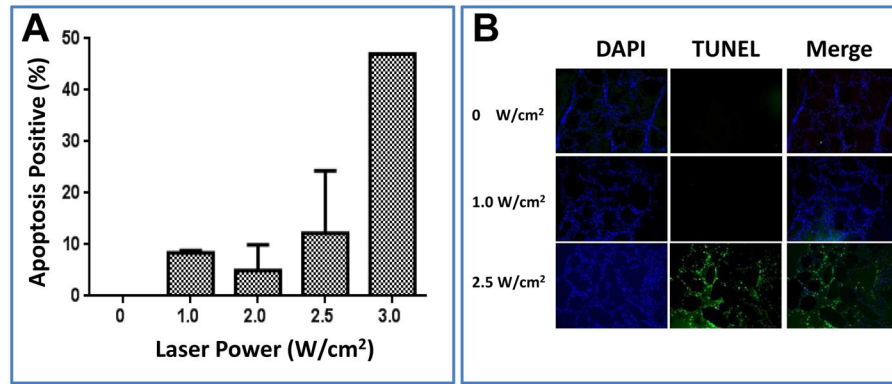 A
Apoptosis Positive (%)
50
40
30
20
10
0
0 1.0 2.0 2.5 3.0
Laser Power (W/cm²)
B
DAPI TUNEL Merge
0 W/cm²
1.0 W/cm²
2.5 W/cm²